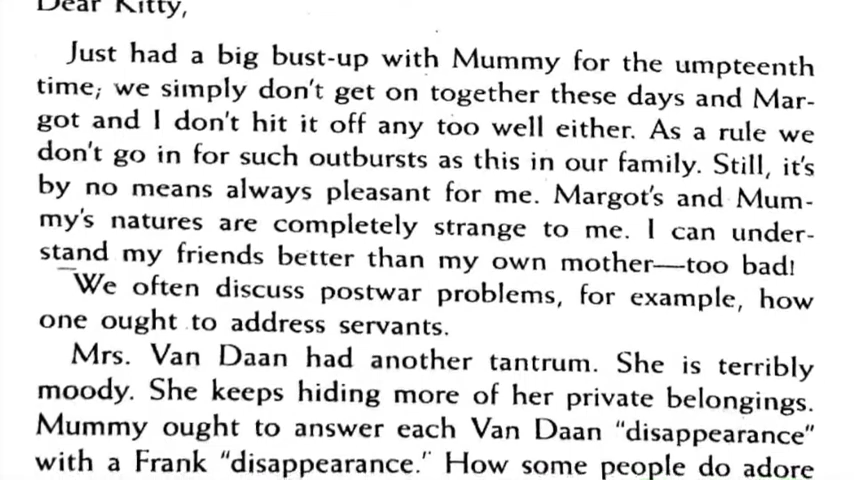 Dear Kitty,
Just had a big bust-up with Mummy for the umpteenth
time; we simply don't get on together these days and Mar-
got and I don't hit it off any too well either. As a rule we
don't go in for such outbursts as this in our family. Still, it's
by no means always pleasant for me. Margot's and Mum-
my's natures are completely strange to me. I can under-
stand my friends better than my own mother—too bad!
We often discuss postwar problems, for example, how
one ought to address servants.
Mrs. Van Daan had another tantrum. She is terribly
moody. She keeps hiding more of her private belongings.
Mummy ought to answer each Van Daan "disappearance"
with a Frank "disappearance." How some people do adore